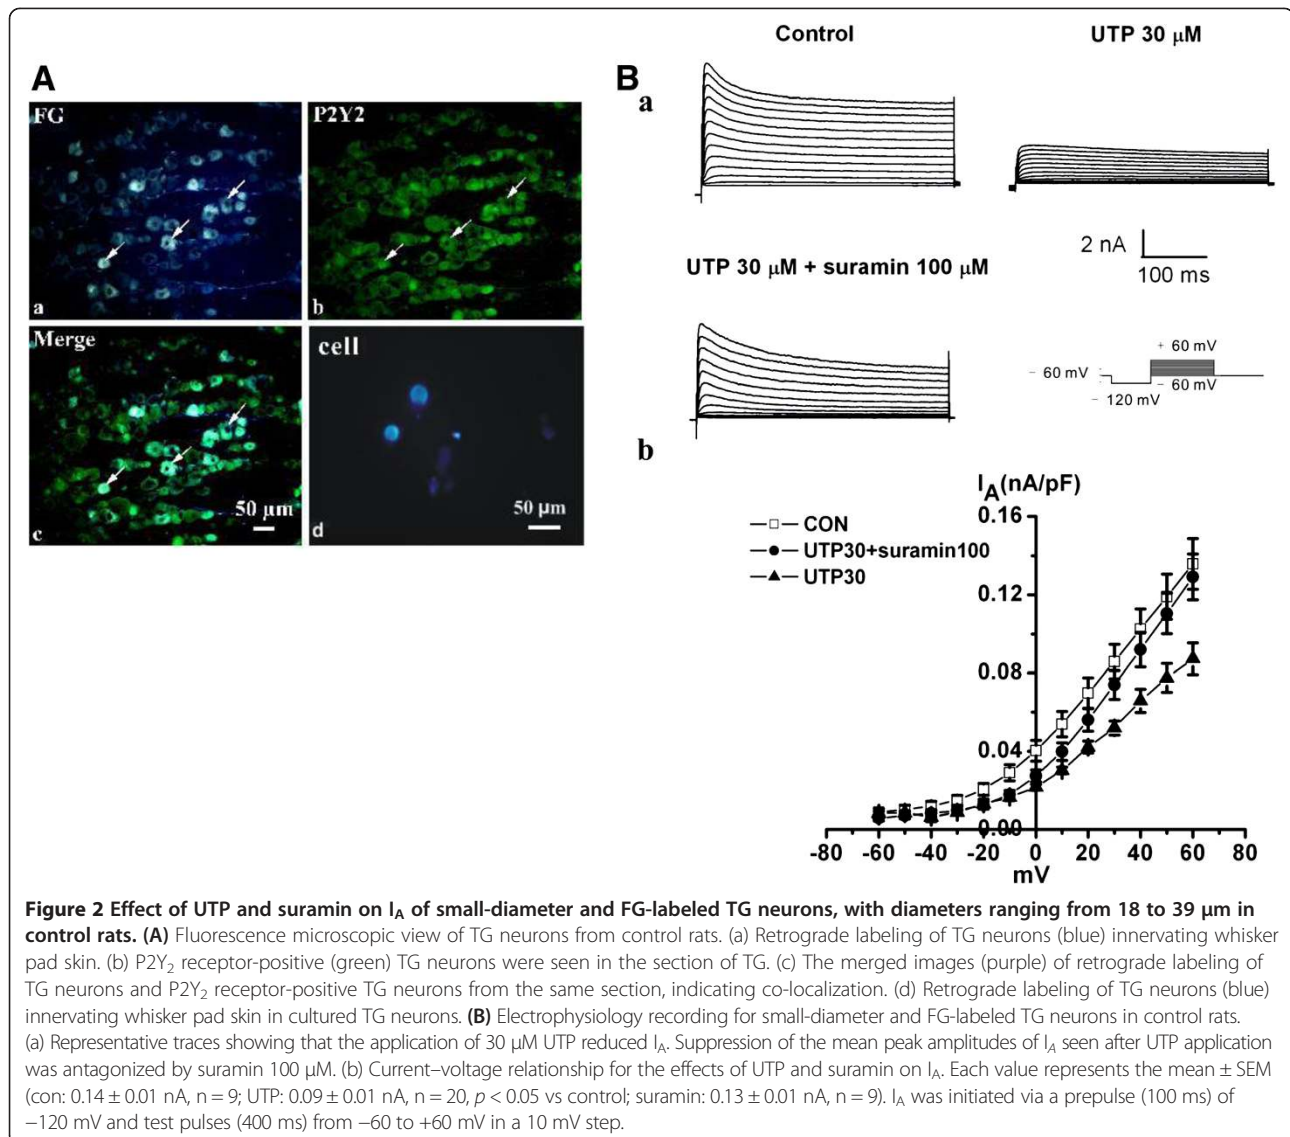 A
FG
a
P2Y2
b
Merge
50 µm
c
cell
50 µm
d
B
a
Control
UTP 30 µM
2 nA
100 ms
UTP 30 µM + suramin 100 µM
+ 60 mV
− 60 mV
− 60 mV
− 120 mV
b
I_A(nA/pF)
0.16
0.12
0.08
0.04
0.00
CON
UTP30+suramin100
UTP30
-80 -60 -40 -20 0 20 40 60 80
mV
Figure 2 Effect of UTP and suramin on I_A of small-diameter and FG-labeled TG neurons, with diameters ranging from 18 to 39 µm in
control rats. (A) Fluorescence microscopic view of TG neurons from control rats. (a) Retrograde labeling of TG neurons (blue) innervating whisker
pad skin. (b) P2Y₂ receptor-positive (green) TG neurons were seen in the section of TG. (c) The merged images (purple) of retrograde labeling of
TG neurons and P2Y₂ receptor-positive TG neurons from the same section, indicating co-localization. (d) Retrograde labeling of TG neurons (blue)
innervating whisker pad skin in cultured TG neurons. (B) Electrophysiology recording for small-diameter and FG-labeled TG neurons in control rats.
(a) Representative traces showing that the application of 30 µM UTP reduced I_A. Suppression of the mean peak amplitudes of I_A seen after UTP application
was antagonized by suramin 100 µM. (b) Current–voltage relationship for the effects of UTP and suramin on I_A. Each value represents the mean ± SEM
(con: 0.14 ± 0.01 nA, n = 9; UTP: 0.09 ± 0.01 nA, n = 20, p < 0.05 vs control; suramin: 0.13 ± 0.01 nA, n = 9). I_A was initiated via a prepulse (100 ms) of
−120 mV and test pulses (400 ms) from −60 to +60 mV in a 10 mV step.